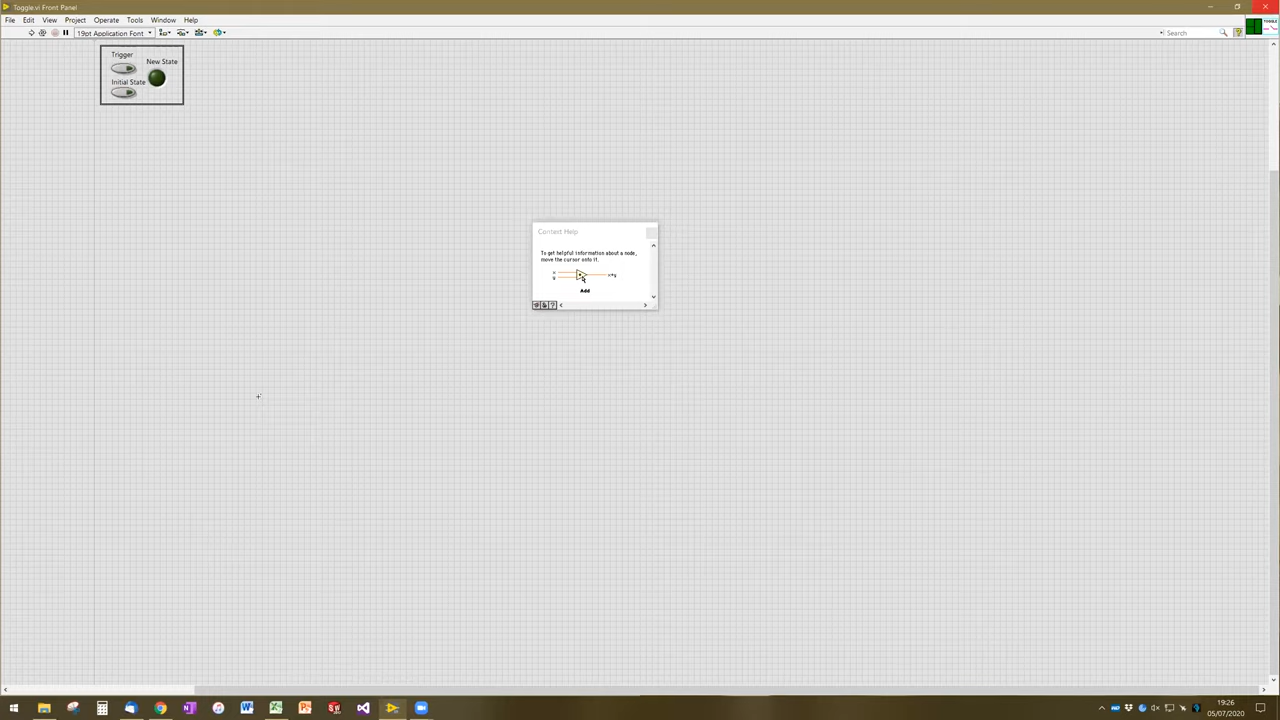 Toggle.vi Front Panel
File Edit View Project Operate Tools Window Help
19pt Application Font
Search
TOGGLE
Trigger
New State
Initial State
Context Help
To get helpful information about a node,
move the cursor onto it.
x
y
x+y
Add
19:26
05/07/2020